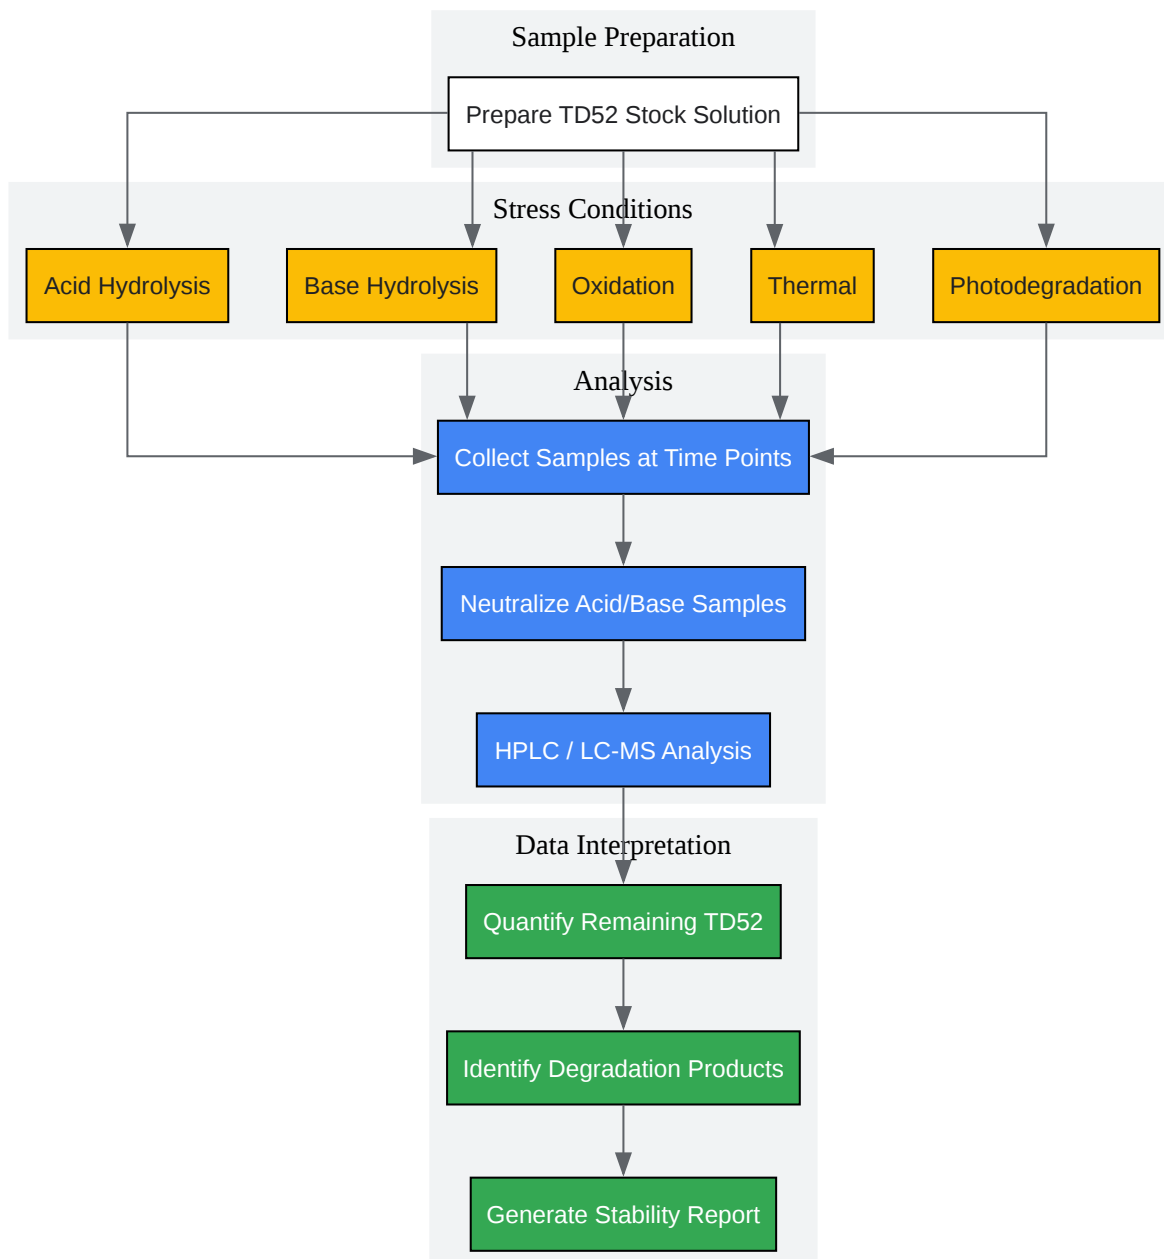 Sample Preparation
Prepare TD52 Stock Solution
Stress Conditions
Acid Hydrolysis
Base Hydrolysis
Oxidation
Thermal
Photodegradation
Analysis
Collect Samples at Time Points
Neutralize Acid/Base Samples
HPLC / LC-MS Analysis
Data Interpretation
Quantify Remaining TD52
Identify Degradation Products
Generate Stability Report